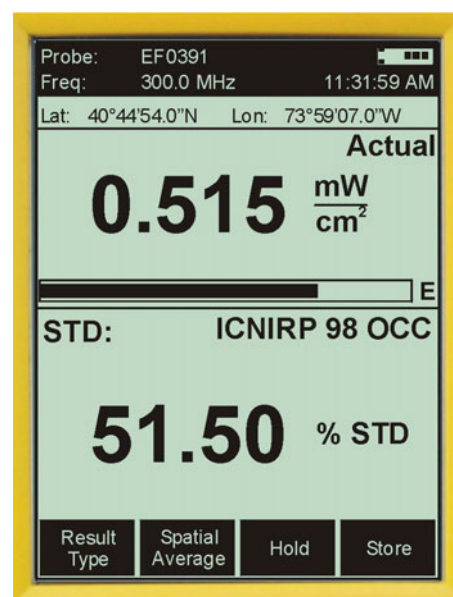 Probe: EF0391
Freq: 300.0 MHz 11:31:59 AM
Lat: 40°44'54.0"N Lon: 73°59'07.0"W
Actual
0.515 mW/cm²
E
STD: ICNIRP 98 OCC
51.50 % STD
Result Type
Spatial Average
Hold
Store